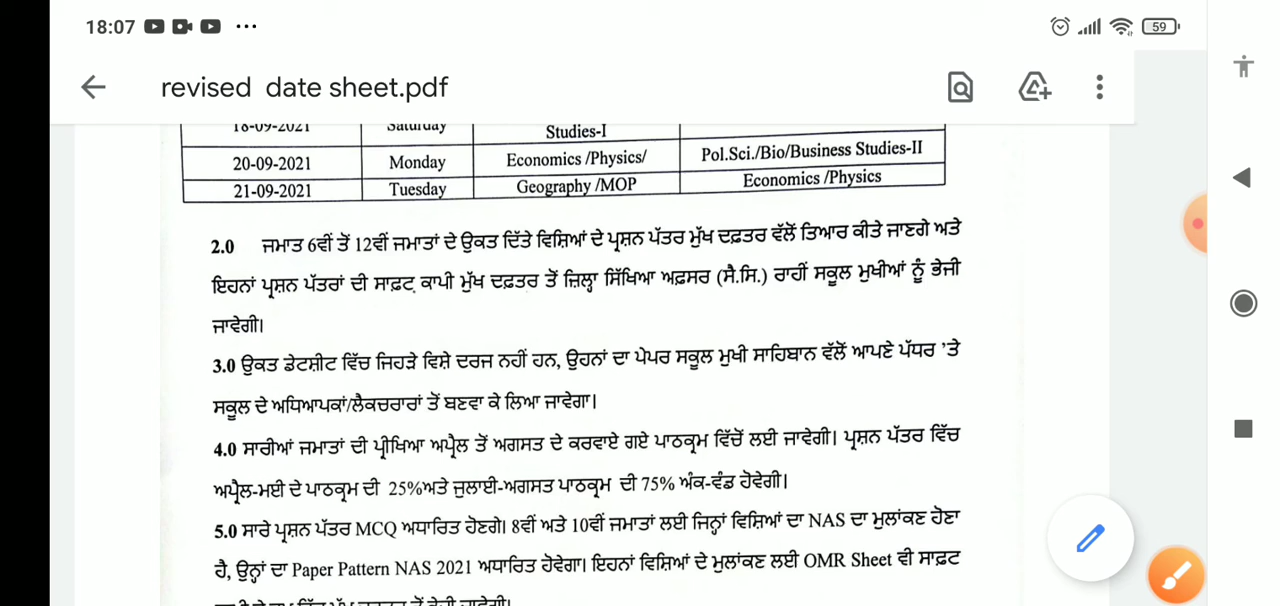 18:07 59
revised date sheet.pdf
18-09-2021 Saturday Studies-I
20-09-2021 Monday Economics /Physics/ Pol.Sci./Bio/Business Studies-II
21-09-2021 Tuesday Geography /MOP Economics /Physics
2.0 ਜਮਾਤ 6ਵੀਂ ਤੋਂ 12ਵੀਂ ਜਮਾਤਾਂ ਦੇ ਉਕਤ ਦਿੱਤੇ ਵਿਸ਼ਿਆਂ ਦੇ ਪ੍ਰਸ਼ਨ ਪੱਤਰ ਮੁੱਖ ਦਫ਼ਤਰ ਵੱਲੋਂ ਤਿਆਰ ਕੀਤੇ ਜਾਣਗੇ ਅਤੇ
ਇਹਨਾਂ ਪ੍ਰਸ਼ਨ ਪੱਤਰਾਂ ਦੀ ਸਾਫ਼ਟ ਕਾਪੀ ਮੁੱਖ ਦਫ਼ਤਰ ਤੋਂ ਜ਼ਿਲ੍ਹਾ ਸਿੱਖਿਆ ਅਫ਼ਸਰ (ਸੈ.ਸਿ.) ਰਾਹੀਂ ਸਕੂਲ ਮੁਖੀਆਂ ਨੂੰ ਭੇਜੀ
ਜਾਵੇਗੀ।
3.0 ਉਕਤ ਡੇਟਸ਼ੀਟ ਵਿੱਚ ਜਿਹੜੇ ਵਿਸ਼ੇ ਦਰਜ ਨਹੀਂ ਹਨ, ਉਹਨਾਂ ਦਾ ਪੇਪਰ ਸਕੂਲ ਮੁਖੀ ਸਾਹਿਬਾਨ ਵੱਲੋਂ ਆਪਣੇ ਪੱਧਰ 'ਤੇ
ਸਕੂਲ ਦੇ ਅਧਿਆਪਕਾਂ/ਲੈਕਚਰਾਰਾਂ ਤੋਂ ਬਣਵਾ ਕੇ ਲਿਆ ਜਾਵੇਗਾ।
4.0 ਸਾਰੀਆਂ ਜਮਾਤਾਂ ਦੀ ਪ੍ਰੀਖਿਆ ਅਪ੍ਰੈਲ ਤੋਂ ਅਗਸਤ ਦੇ ਕਰਵਾਏ ਗਏ ਪਾਠਕ੍ਰਮ ਵਿੱਚੋਂ ਲਈ ਜਾਵੇਗੀ। ਪ੍ਰਸ਼ਨ ਪੱਤਰ ਵਿੱਚ
ਅਪ੍ਰੈਲ-ਮਈ ਦੇ ਪਾਠਕ੍ਰਮ ਦੀ 25%ਅਤੇ ਜੁਲਾਈ-ਅਗਸਤ ਪਾਠਕ੍ਰਮ ਦੀ 75% ਅੰਕ-ਵੰਡ ਹੋਵੇਗੀ।
5.0 ਸਾਰੇ ਪ੍ਰਸ਼ਨ ਪੱਤਰ MCQ ਅਧਾਰਿਤ ਹੋਣਗੇ। 8ਵੀਂ ਅਤੇ 10ਵੀਂ ਜਮਾਤਾਂ ਲਈ ਜਿਨ੍ਹਾਂ ਵਿਸ਼ਿਆਂ ਦਾ NAS ਦਾ ਮੁਲਾਂਕਣ ਹੋਣਾ
ਹੈ, ਉਨ੍ਹਾਂ ਦਾ Paper Pattern NAS 2021 ਅਧਾਰਿਤ ਹੋਵੇਗਾ। ਇਹਨਾਂ ਵਿਸ਼ਿਆਂ ਦੇ ਮੁਲਾਂਕਣ ਲਈ OMR Sheet ਵੀ ਸਾਫ਼ਟ